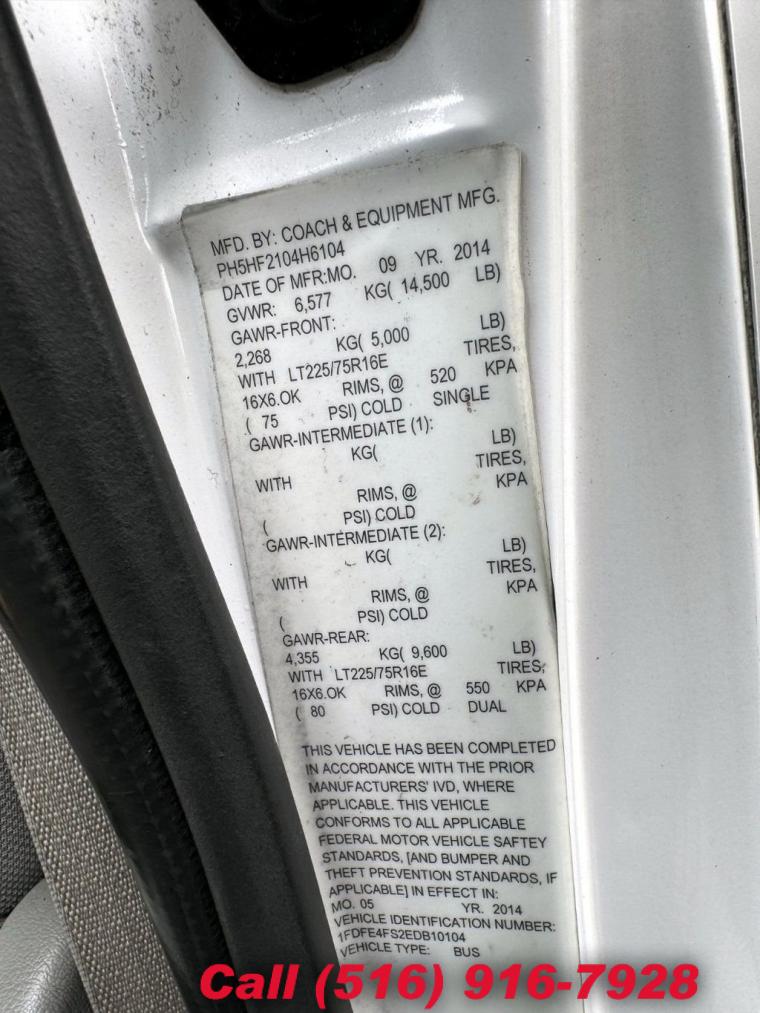 MFD. BY: COACH & EQUIPMENT MFG.
PH5HF2104H6104
DATE OF MFR:MO. 09 YR. 2014
GVWR: 6,577 KG( 14,500 LB)
GAWR-FRONT:
2,268 KG( 5,000 LB)
WITH LT225/75R16E TIRES,
16X6.OK RIMS, @ 520 KPA
( 75 PSI) COLD SINGLE
GAWR-INTERMEDIATE (1):
KG( LB)
WITH TIRES,
RIMS, @ KPA
( PSI) COLD
GAWR-INTERMEDIATE (2):
KG( LB)
WITH TIRES,
RIMS, @ KPA
( PSI) COLD
GAWR-REAR:
4,355 KG( 9,600 LB)
WITH LT225/75R16E TIRES,
16X6.OK RIMS, @ 550 KPA
( 80 PSI) COLD DUAL
THIS VEHICLE HAS BEEN COMPLETED
IN ACCORDANCE WITH THE PRIOR
MANUFACTURERS' IVD, WHERE
APPLICABLE. THIS VEHICLE
CONFORMS TO ALL APPLICABLE
FEDERAL MOTOR VEHICLE SAFTEY
STANDARDS, [AND BUMPER AND
THEFT PREVENTION STANDARDS, IF
APPLICABLE] IN EFFECT IN:
MO. 05 YR. 2014
VEHICLE IDENTIFICATION NUMBER:
1FDFE4FS2EDB10104
VEHICLE TYPE: BUS
Call (516) 916-7928